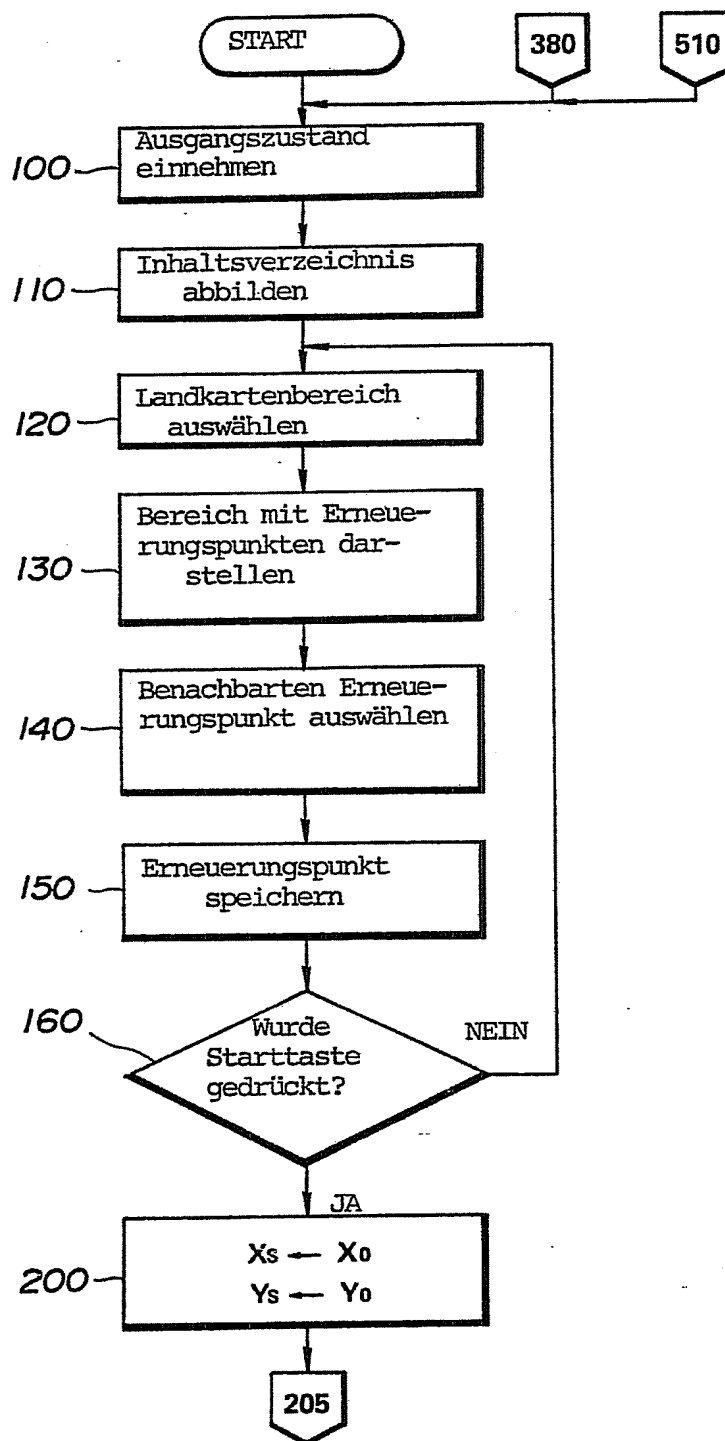 START
380
510
100
Ausgangszustand
einnehmen
110
Inhaltsverzeichnis
abbilden
120
Landkartenbereich
auswählen
130
Bereich mit Erneue-
rungspunkten dar-
stellen
140
Benachbarten Erneue-
rungspunkt auswählen
150
Erneuerungspunkt
speichern
160
Wurde
Starttaste
gedrückt?
NEIN
JA
200
Xs ← Xo
Ys ← Yo
205